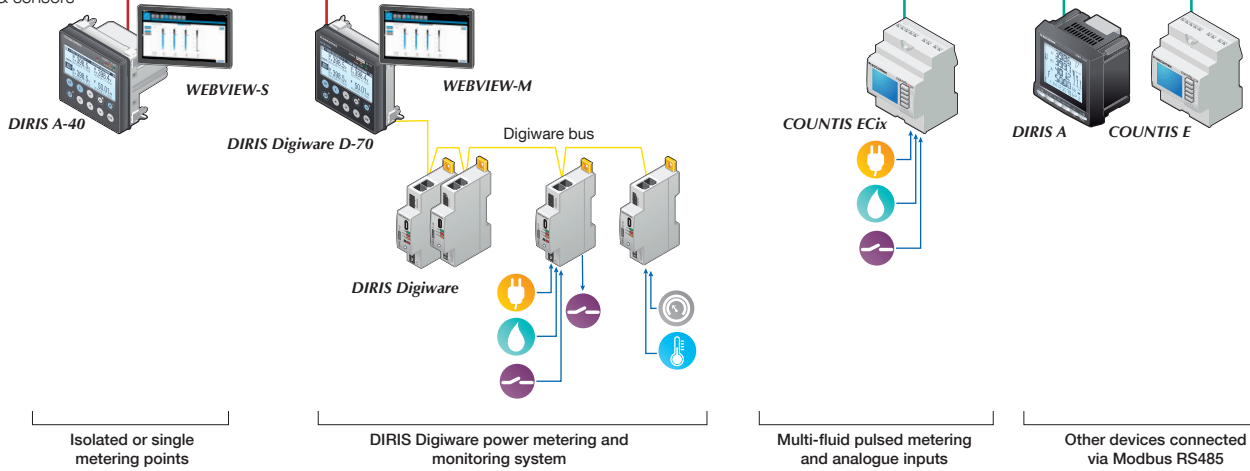 & sensors
WEBVIEW-S
WEBVIEW-M
DIRIS A-40
DIRIS Digiware D-70
Digiware bus
COUNTIS ECix
DIRIS A
COUNTIS E
DIRIS Digiware
Isolated or single
metering points
DIRIS Digiware power metering and
monitoring system
Multi-fluid pulsed metering
and analogue inputs
Other devices connected
via Modbus RS485